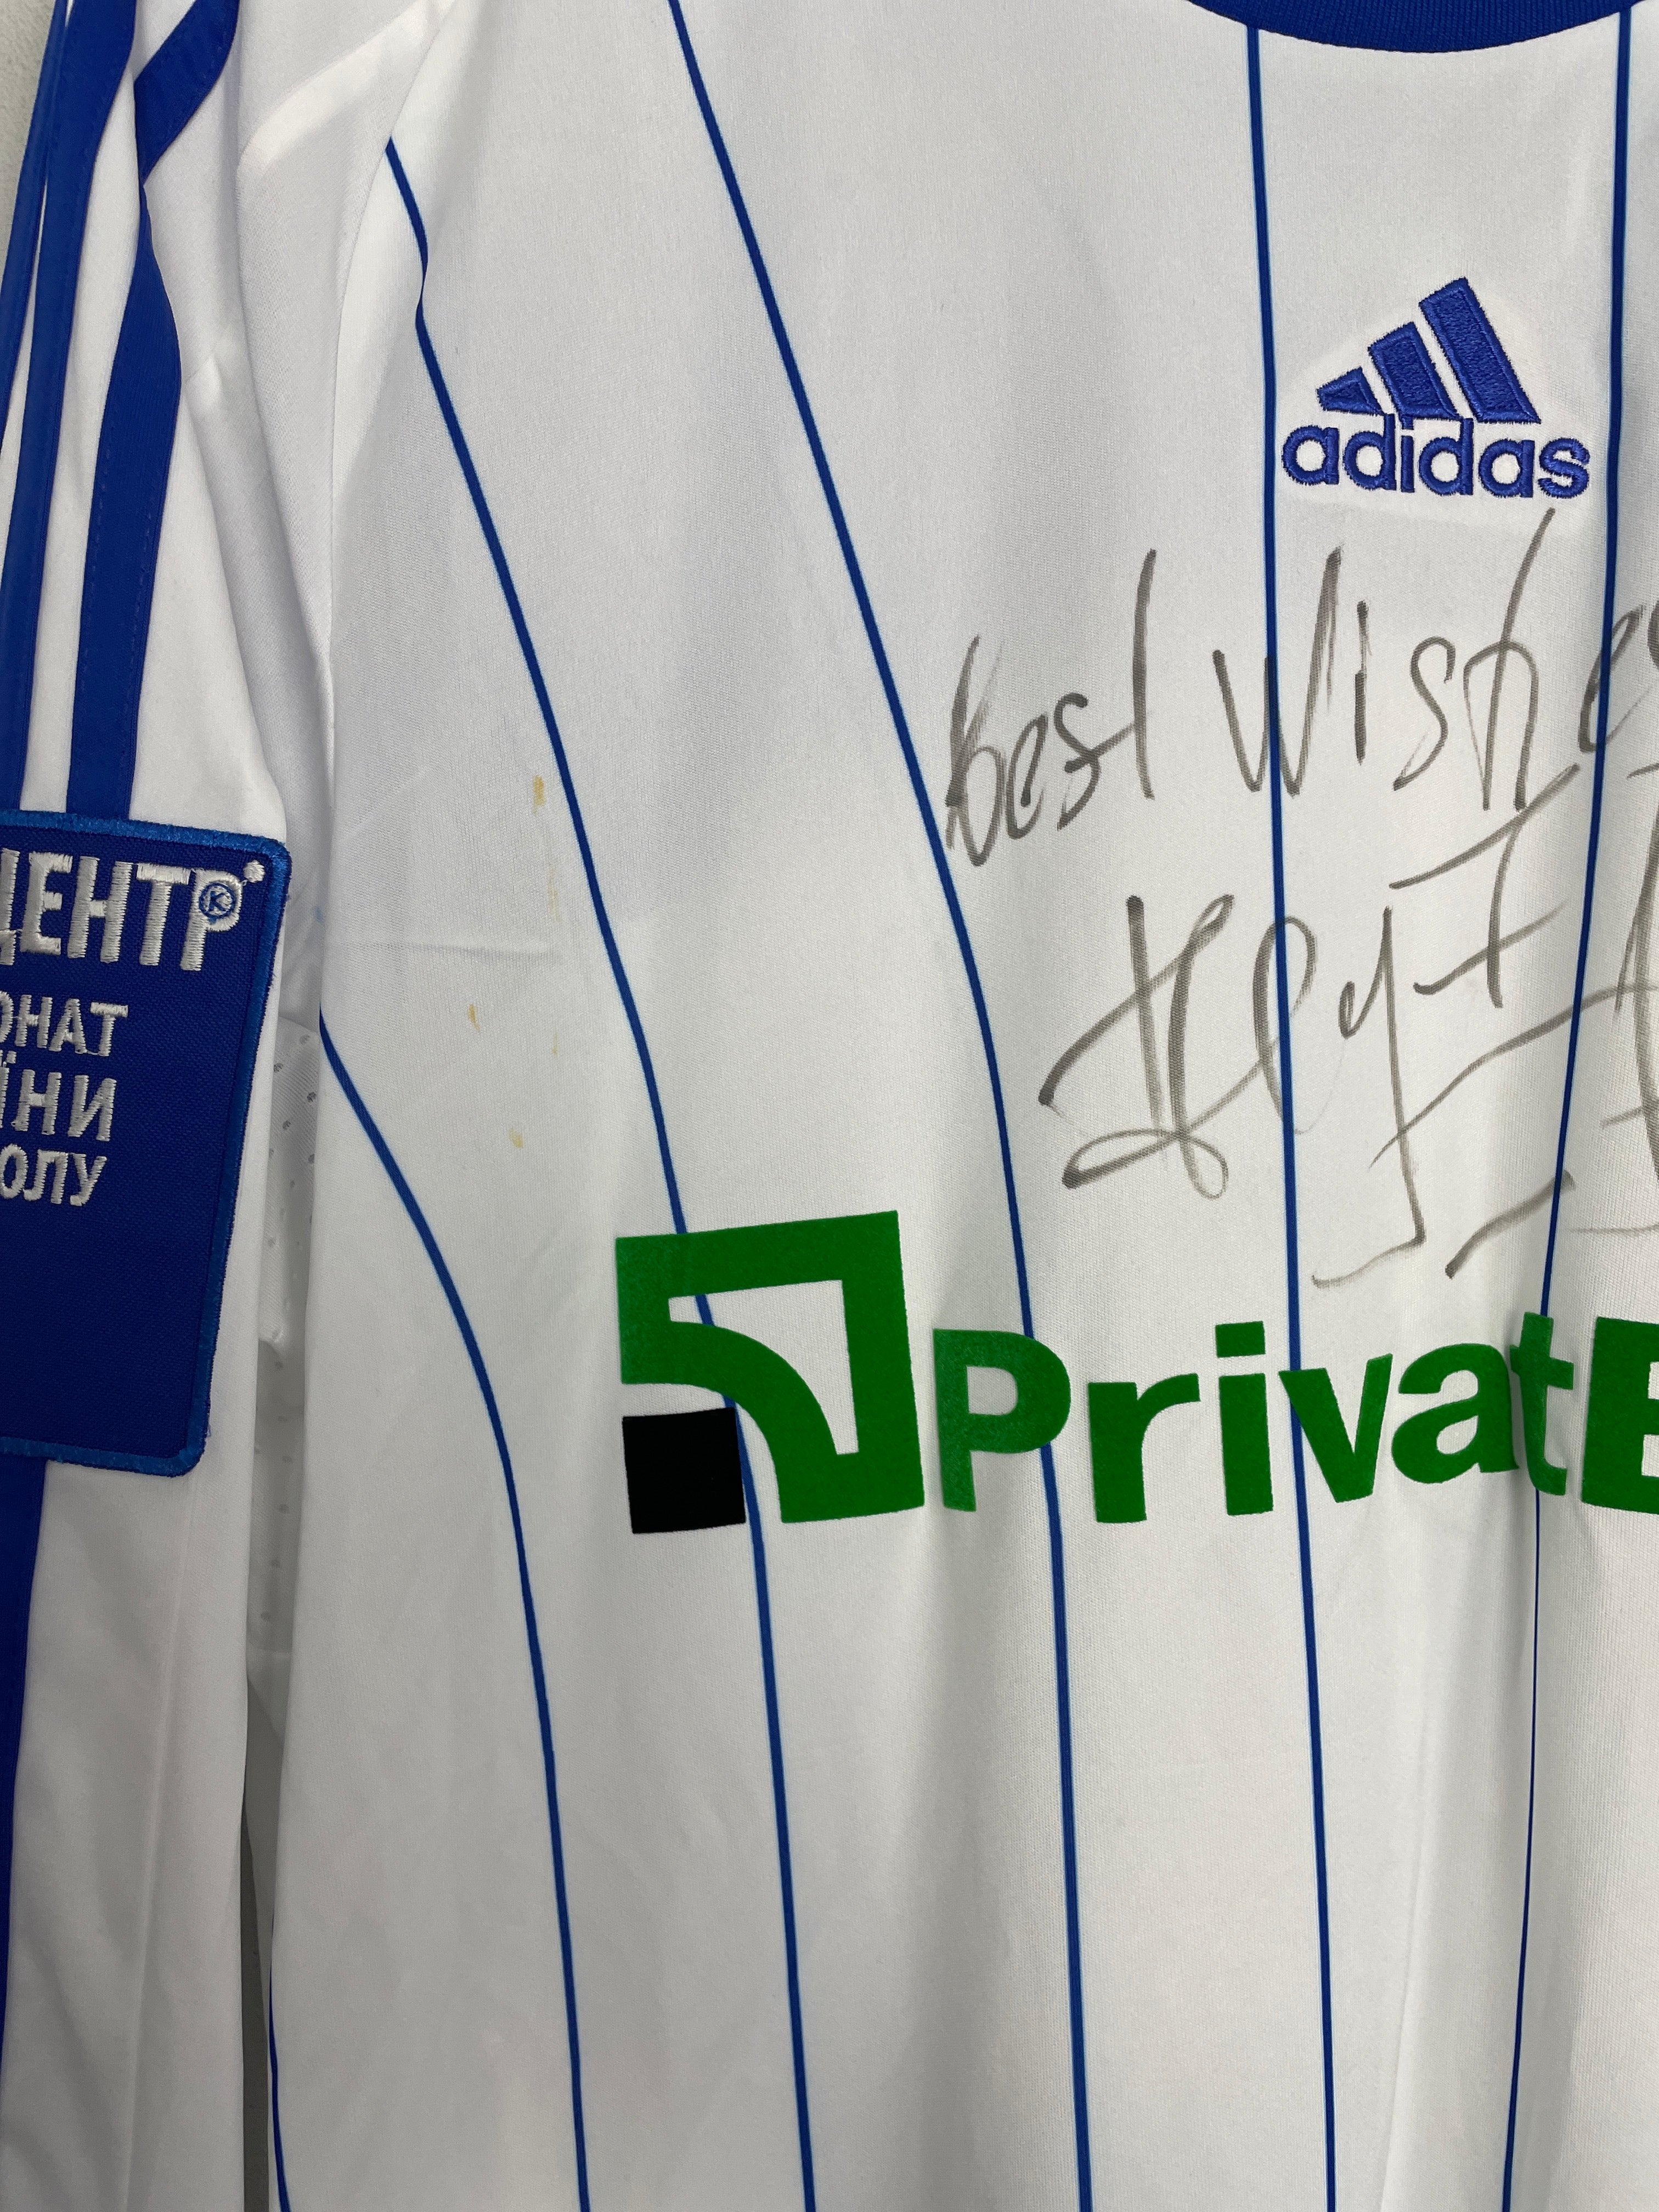 adidas
Best Wishes
ЦЕНТР
ОНАТ
ЇНИ
ОЛУ
PrivatB